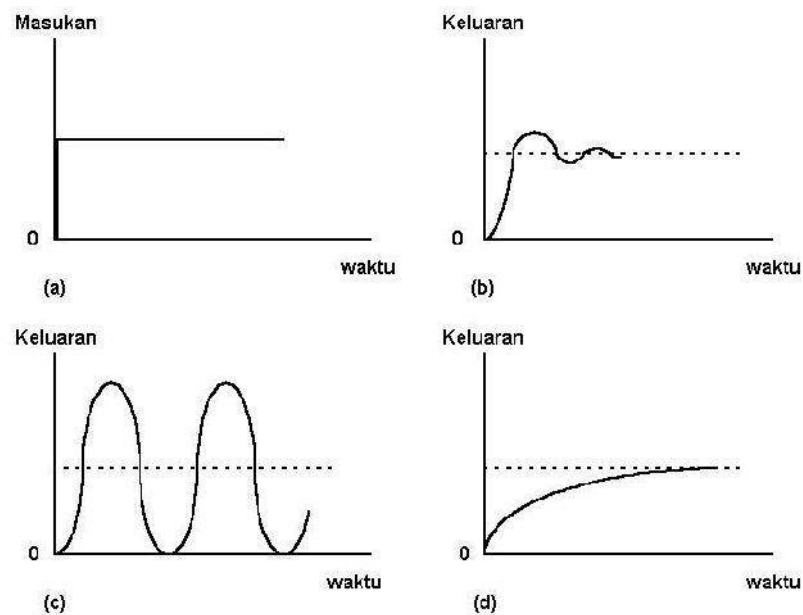 Masukan
0
waktu
(a)
Keluaran
0
waktu
(b)
Keluaran
0
waktu
(c)
Keluaran
0
waktu
(d)